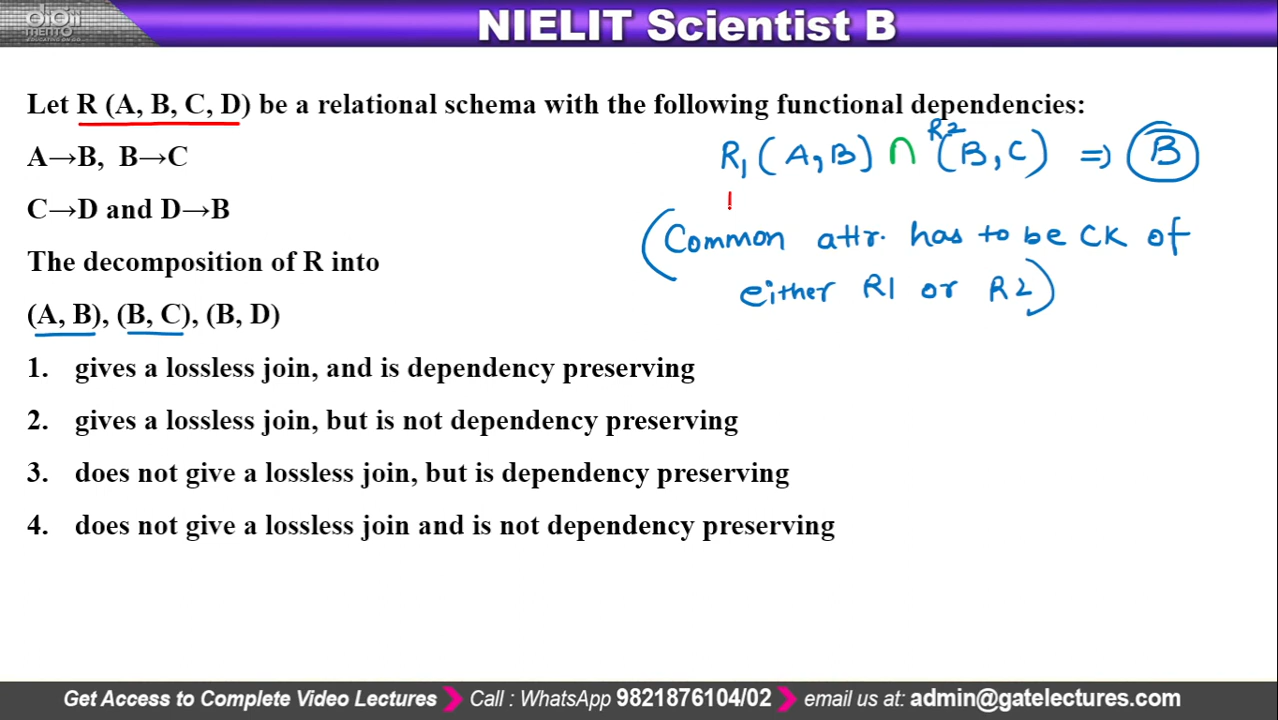 digii
MENTO
NIELIT Scientist B
Let R (A, B, C, D) be a relational schema with the following functional dependencies:
A→B, B→C
C→D and D→B
The decomposition of R into
(A, B), (B, C), (B, D)
R1 (A, B) ∩ R2 (B, C) => B
(Common attr. has to be CK of
either R1 or R2)
1. gives a lossless join, and is dependency preserving
2. gives a lossless join, but is not dependency preserving
3. does not give a lossless join, but is dependency preserving
4. does not give a lossless join and is not dependency preserving
Get Access to Complete Video Lectures Call : WhatsApp 9821876104/02 email us at: admin@gatelectures.com